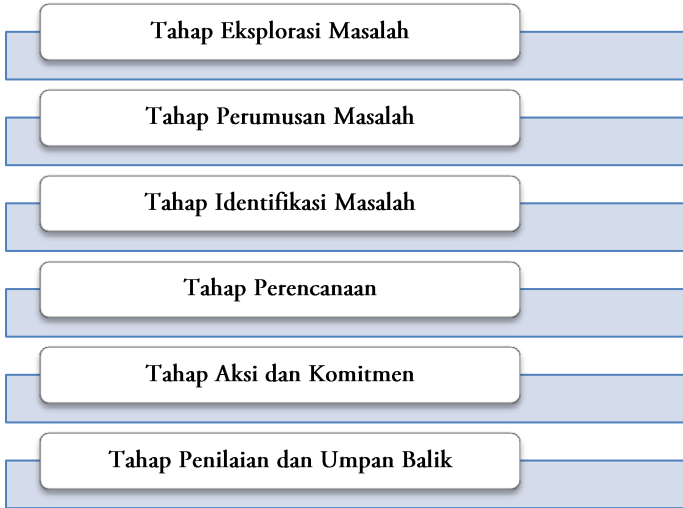 Tahap Eksplorasi Masalah
Tahap Perumusan Masalah
Tahap Identifikasi Masalah
Tahap Perencanaan
Tahap Aksi dan Komitmen
Tahap Penilaian dan Umpan Balik